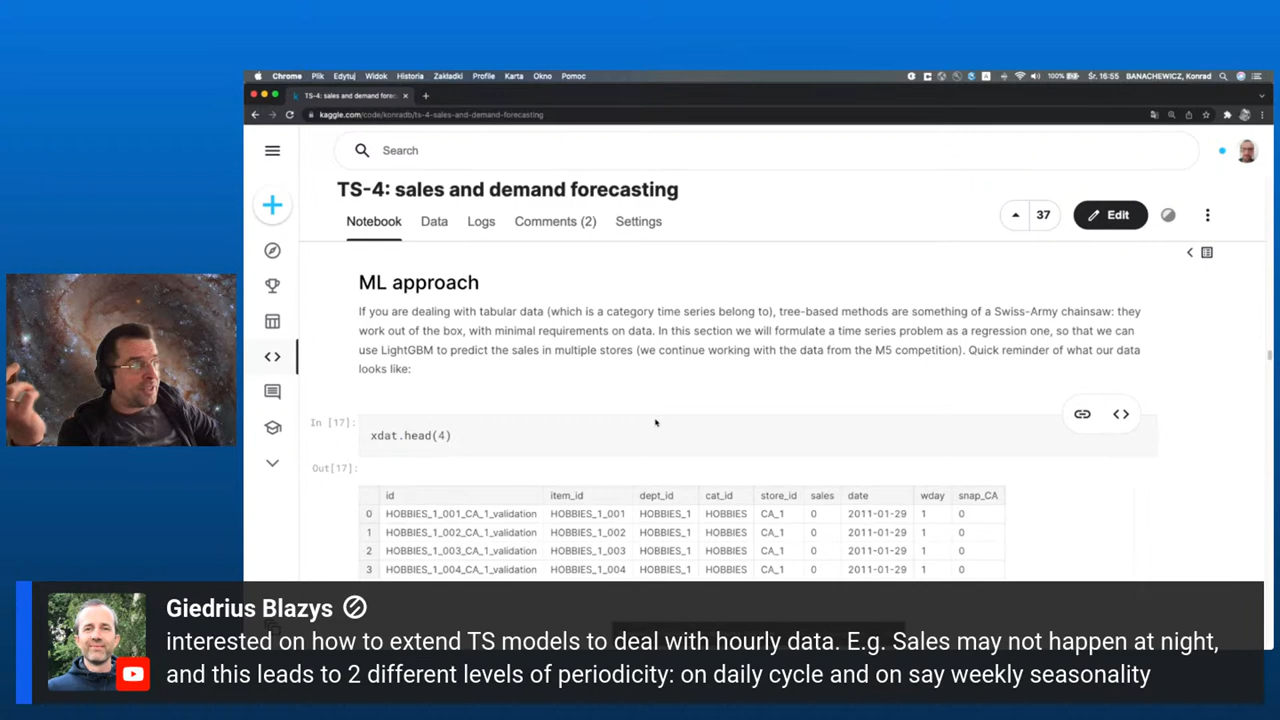 Chrome Plik Edytuj Widok Historia Zakładki Profile Karta Okno Pomoc 100% Śr. 16:55 BANACHEWICZ, Konrad
TS-4: sales and demand forec
kaggle.com/code/konradb/ts-4-sales-and-demand-forecasting
Search
TS-4: sales and demand forecasting
Notebook Data Logs Comments (2) Settings
37 Edit
ML approach
If you are dealing with tabular data (which is a category time series belong to), tree-based methods are something of a Swiss-Army chainsaw: they
work out of the box, with minimal requirements on data. In this section we will formulate a time series problem as a regression one, so that we can
use LightGBM to predict the sales in multiple stores (we continue working with the data from the M5 competition). Quick reminder of what our data
looks like:
In [17]:
xdat.head(4)
Out[17]:
id item_id dept_id cat_id store_id sales date wday snap_CA
0 HOBBIES_1_001_CA_1_validation HOBBIES_1_001 HOBBIES_1 HOBBIES CA_1 0 2011-01-29 1 0
1 HOBBIES_1_002_CA_1_validation HOBBIES_1_002 HOBBIES_1 HOBBIES CA_1 0 2011-01-29 1 0
2 HOBBIES_1_003_CA_1_validation HOBBIES_1_003 HOBBIES_1 HOBBIES CA_1 0 2011-01-29 1 0
3 HOBBIES_1_004_CA_1_validation HOBBIES_1_004 HOBBIES_1 HOBBIES CA_1 0 2011-01-29 1 0
Giedrius Blazys
interested on how to extend TS models to deal with hourly data. E.g. Sales may not happen at night,
and this leads to 2 different levels of periodicity: on daily cycle and on say weekly seasonality